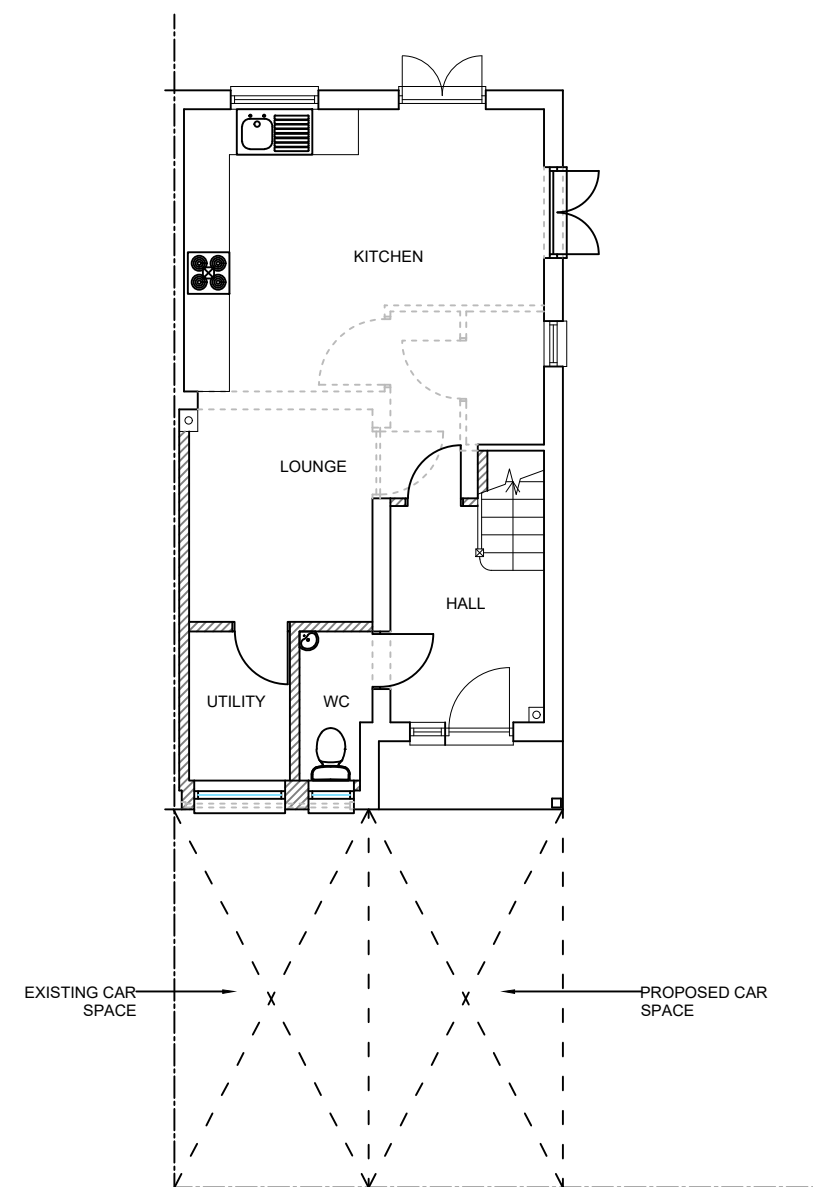 KITCHEN
LOUNGE
HALL
UTILITY
WC
EXISTING CAR
SPACE
PROPOSED CAR
SPACE